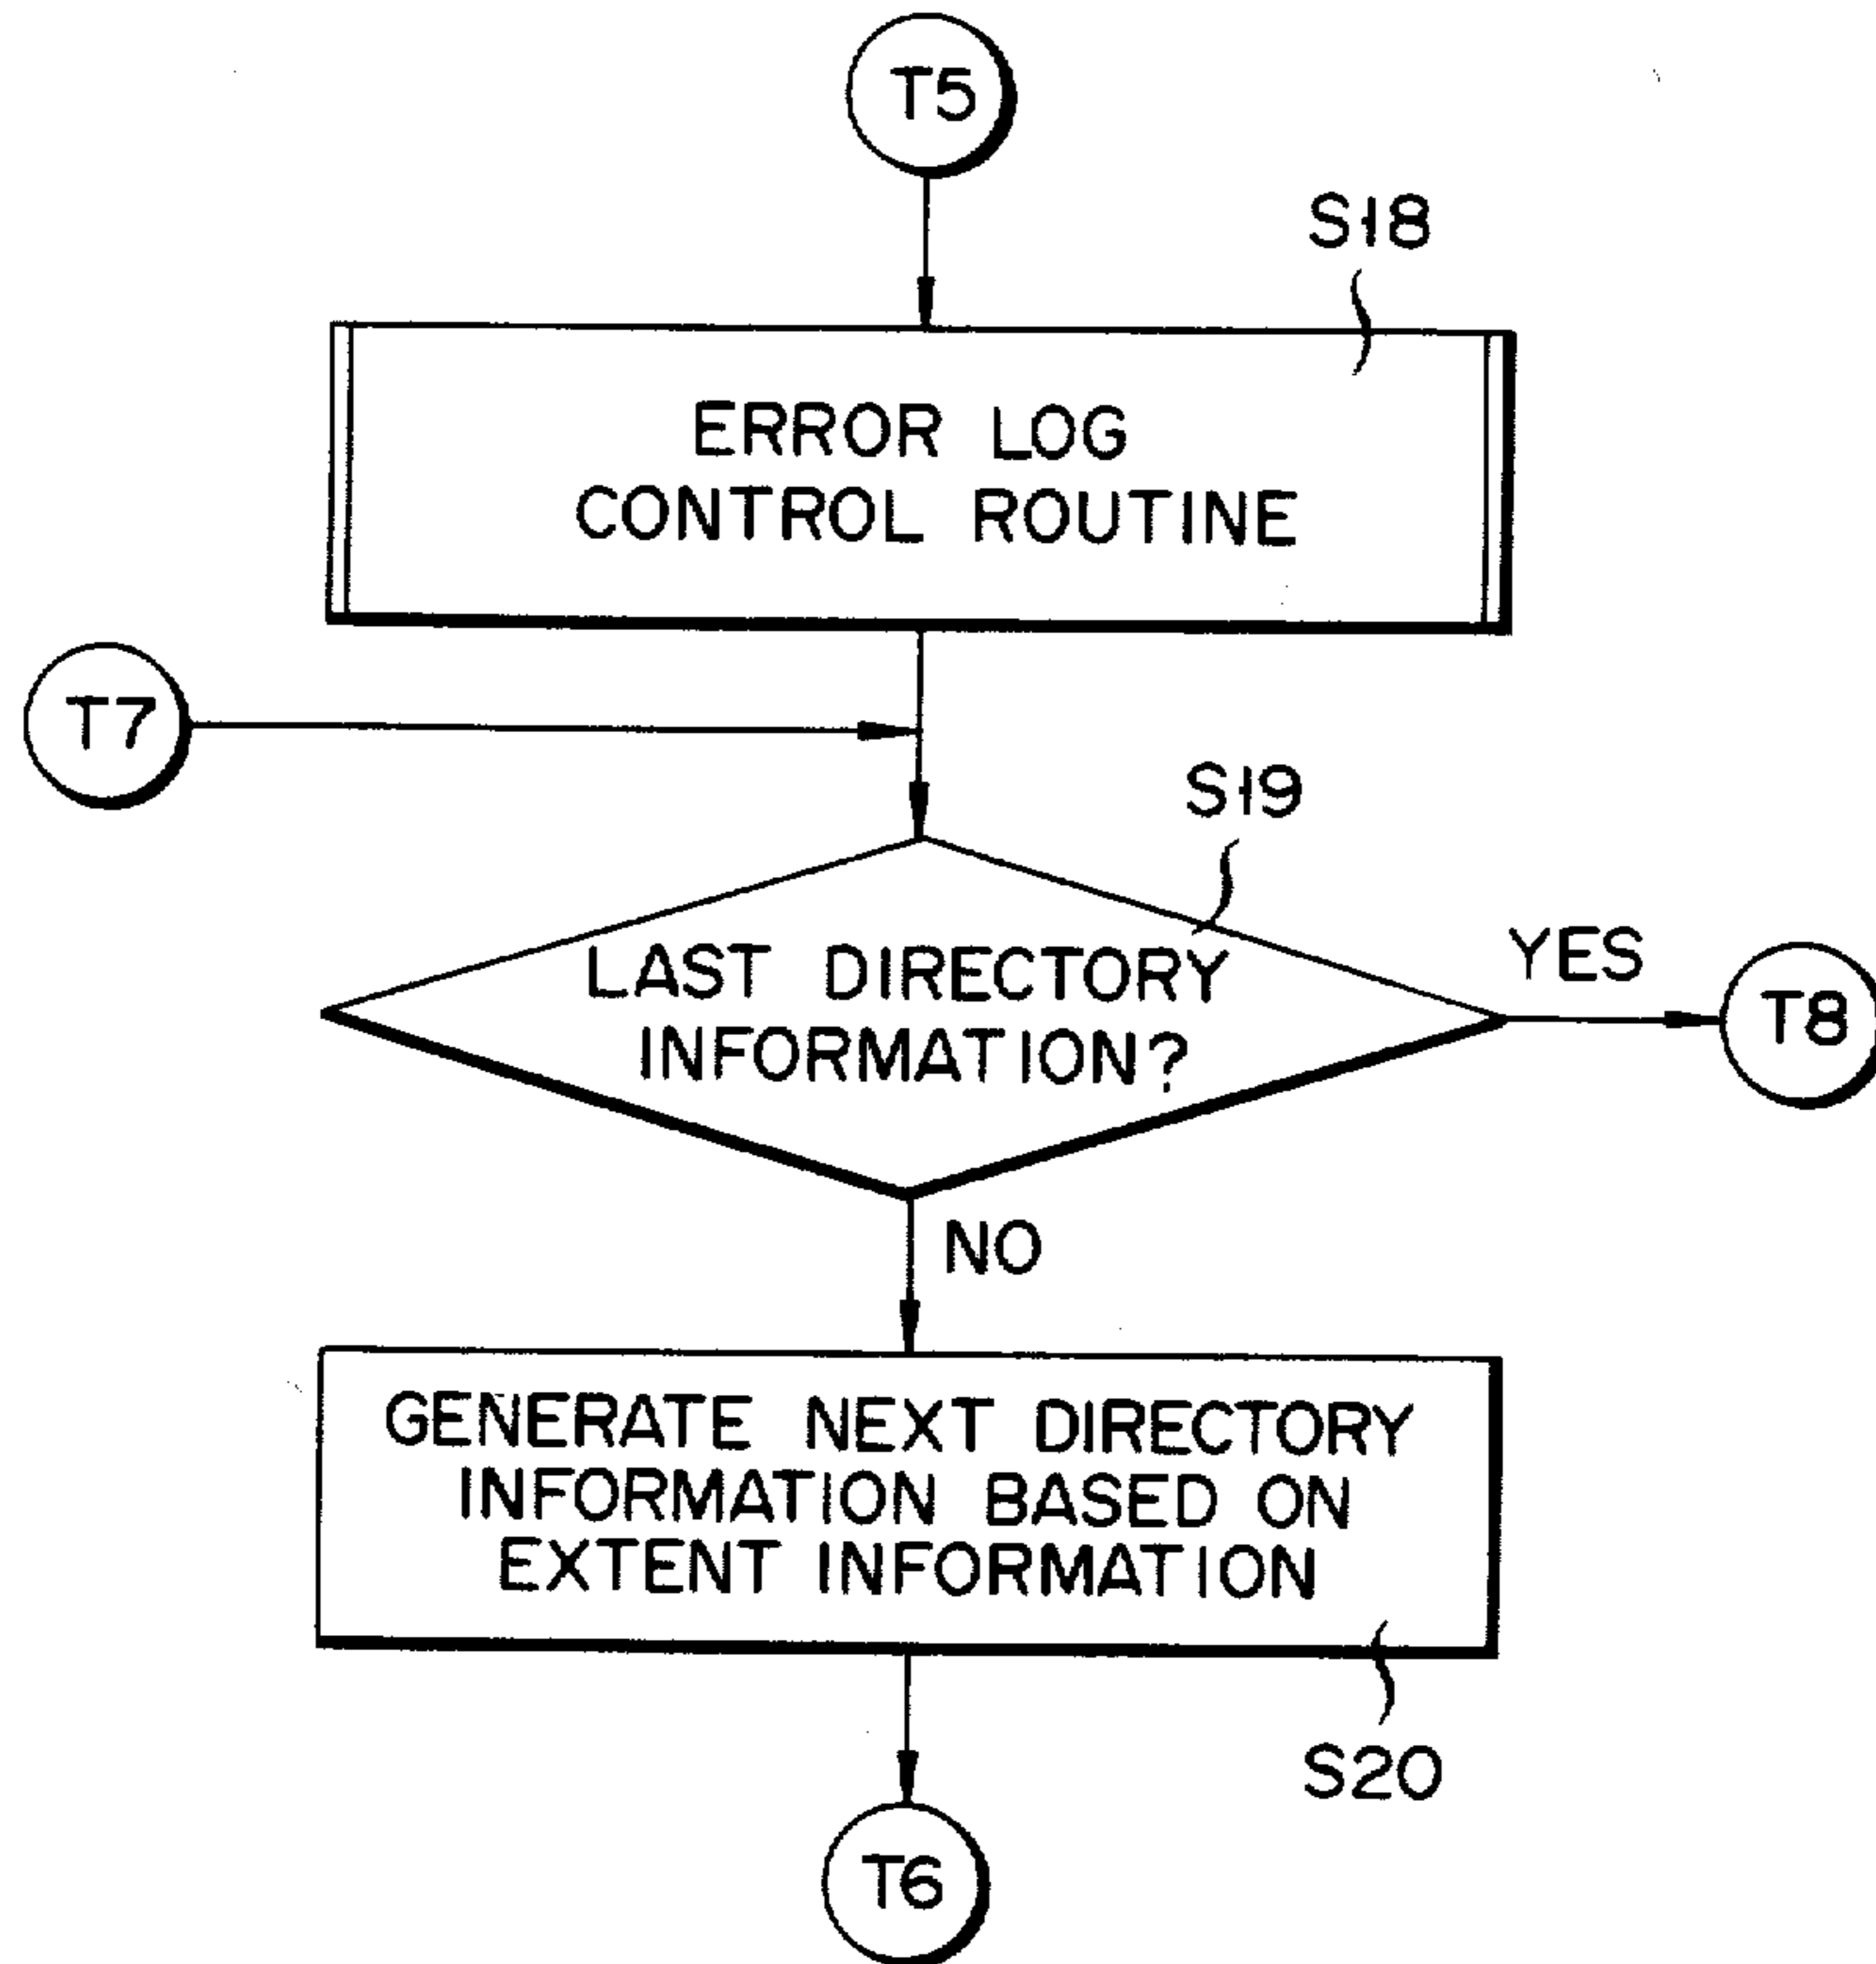 T5
S18
ERROR LOG
CONTROL ROUTINE
T7
S19
LAST DIRECTORY
INFORMATION?
YES
T8
NO
GENERATE NEXT DIRECTORY
INFORMATION BASED ON
EXTENT INFORMATION
S20
T6